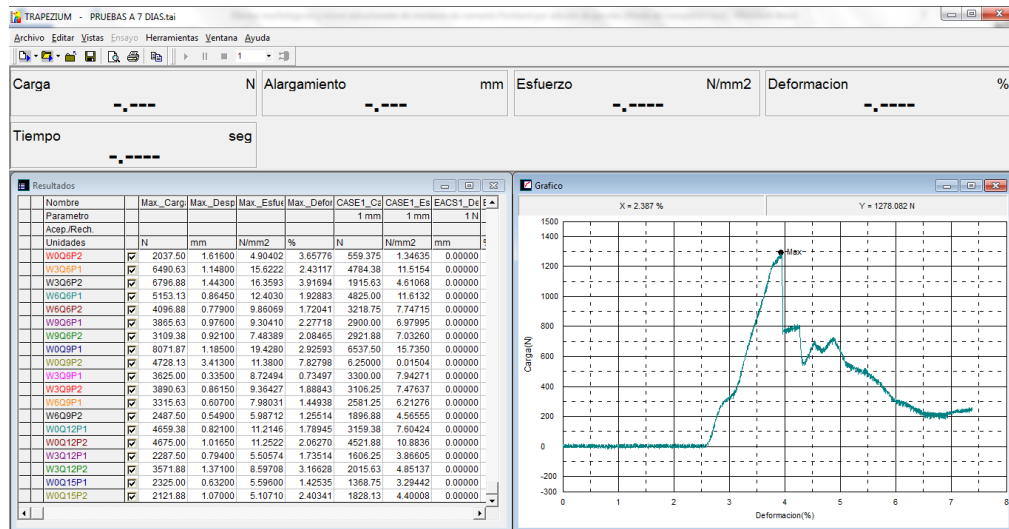 TRAPEZIUM - PRUEBAS A 7 DIAS.tai
Archivo Editar Vistas Ensayo Herramientas Ventana Ayuda
1
Carga N Alargamiento mm Esfuerzo N/mm2 Deformacion %
-.--- -.--- -.---- -.----
Tiempo seg
-.----
Resultados
Nombre Max._Carga Max._Desp Max._Esfue Max._Defor CASE1_Ca CASE1_Es EACS1_De E
Parametro 1 mm 1 mm 1 N
Acep./Rech.
Unidades N mm N/mm2 % N N/mm2 mm
W0Q6P2 2037.50 1.61600 4.90402 3.65776 559.375 1.34635 0.00000
W3Q6P1 6490.63 1.14800 15.6222 2.43117 4784.38 11.5154 0.00000
W3Q6P2 6796.88 1.44300 16.3593 3.91694 1915.63 4.61068 0.00000
W6Q6P1 5153.13 0.86450 12.4030 1.92883 4825.00 11.6132 0.00000
W6Q6P2 4096.88 0.77900 9.86069 1.72041 3218.75 7.74715 0.00000
W9Q6P1 3865.63 0.97600 9.30410 2.27718 2900.00 6.97995 0.00000
W9Q6P2 3109.38 0.92100 7.48389 2.08465 2921.88 7.03260 0.00000
W0Q9P1 8071.87 1.18500 19.4280 2.92593 6537.50 15.7350 0.00000
W0Q9P2 4728.13 3.41300 11.3800 7.82798 6.25000 0.01504 0.00000
W3Q9P1 3625.00 0.33500 8.72494 0.73497 3300.00 7.94271 0.00000
W3Q9P2 3890.63 0.86150 9.36427 1.88843 3106.25 7.47637 0.00000
W6Q9P1 3315.63 0.60700 7.98031 1.44938 2581.25 6.21276 0.00000
W6Q9P2 2487.50 0.54900 5.98712 1.25514 1896.88 4.56555 0.00000
W0Q12P1 4659.38 0.82100 11.2146 1.78945 3159.38 7.60424 0.00000
W0Q12P2 4675.00 1.01650 11.2522 2.06270 4521.88 10.8836 0.00000
W3Q12P1 2287.50 0.79400 5.50574 1.73514 1606.25 3.86605 0.00000
W3Q12P2 3571.88 1.37100 8.59708 3.16628 2015.63 4.85137 0.00000
W0Q15P1 2325.00 0.63200 5.59600 1.42535 1368.75 3.29442 0.00000
W0Q15P2 2121.88 1.07000 5.10710 2.40341 1828.13 4.40008 0.00000
Grafico
X = 2.387 % Y = 1278.082 N
1500
1400
1200
1000
800
600
400
200
0
-200
-300
Carga(N)
Max
0 1 2 3 4 5 6 7 8
Deformacion(%)